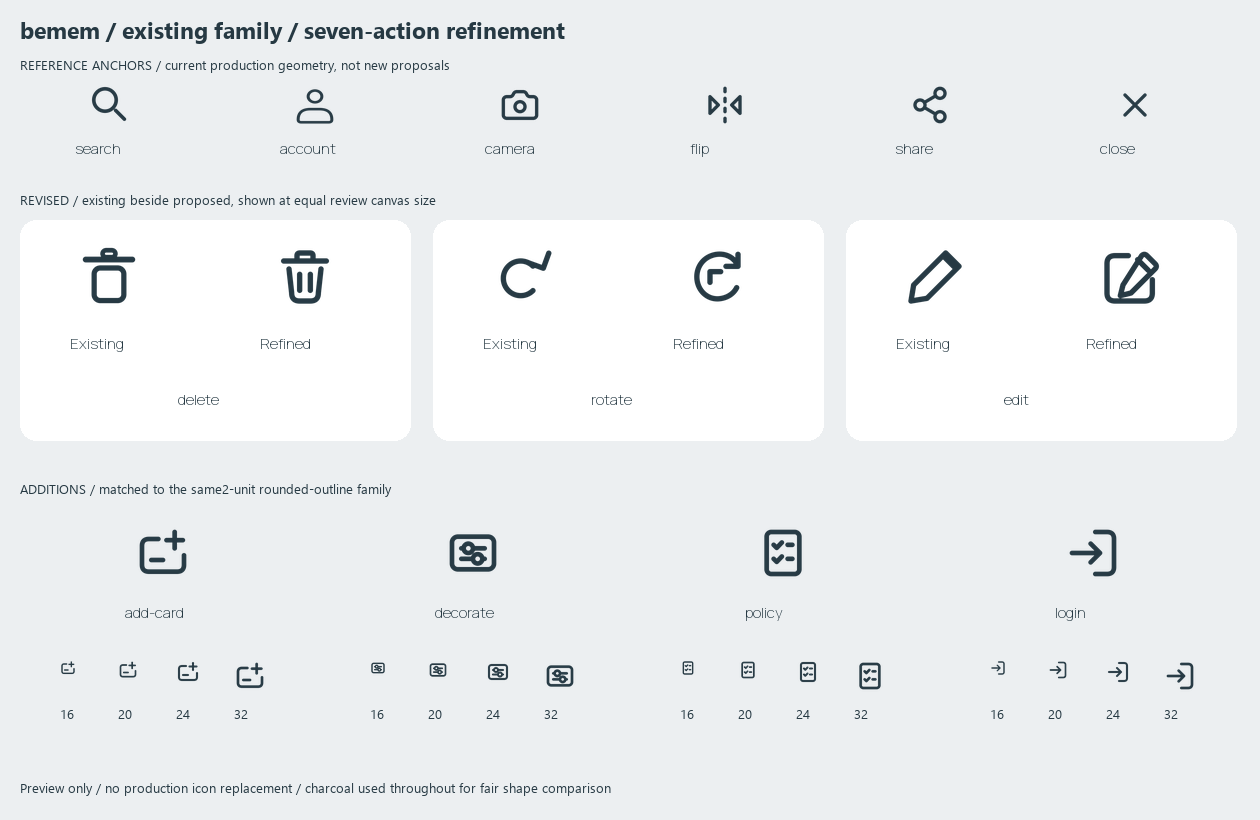 bemem / existing family / seven-action refinement
REFERENCE ANCHORS / current production geometry, not new proposals
search account camera flip share close
REVISED / existing beside proposed, shown at equal review canvas size
Existing Refined Existing Refined Existing Refined
delete rotate edit
ADDITIONS / matched to the same2-unit rounded-outline family
add-card decorate policy login
16 20 24 32 16 20 24 32 16 20 24 32 16 20 24 32
Preview only / no production icon replacement / charcoal used throughout for fair shape comparison